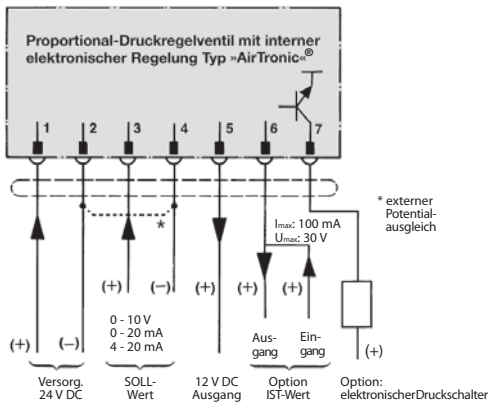 Proportional-Druckregelventil mit interner
elektronischer Regelung Typ »AirTronic«®
1 2 3 4 5 6 7
* externer
Potential-
ausgleich
*
Imax: 100 mA
Umax: 30 V
(+) (–) (+) (+) (+)
0 - 10 V
0 - 20 mA
4 - 20 mA
Aus-
gang
Ein-
gang
(+) (–) (+)
Versorg.
24 V DC
SOLL-
Wert
12 V DC
Ausgang
Option
IST-Wert
Option:
elektronischerDruckschalter